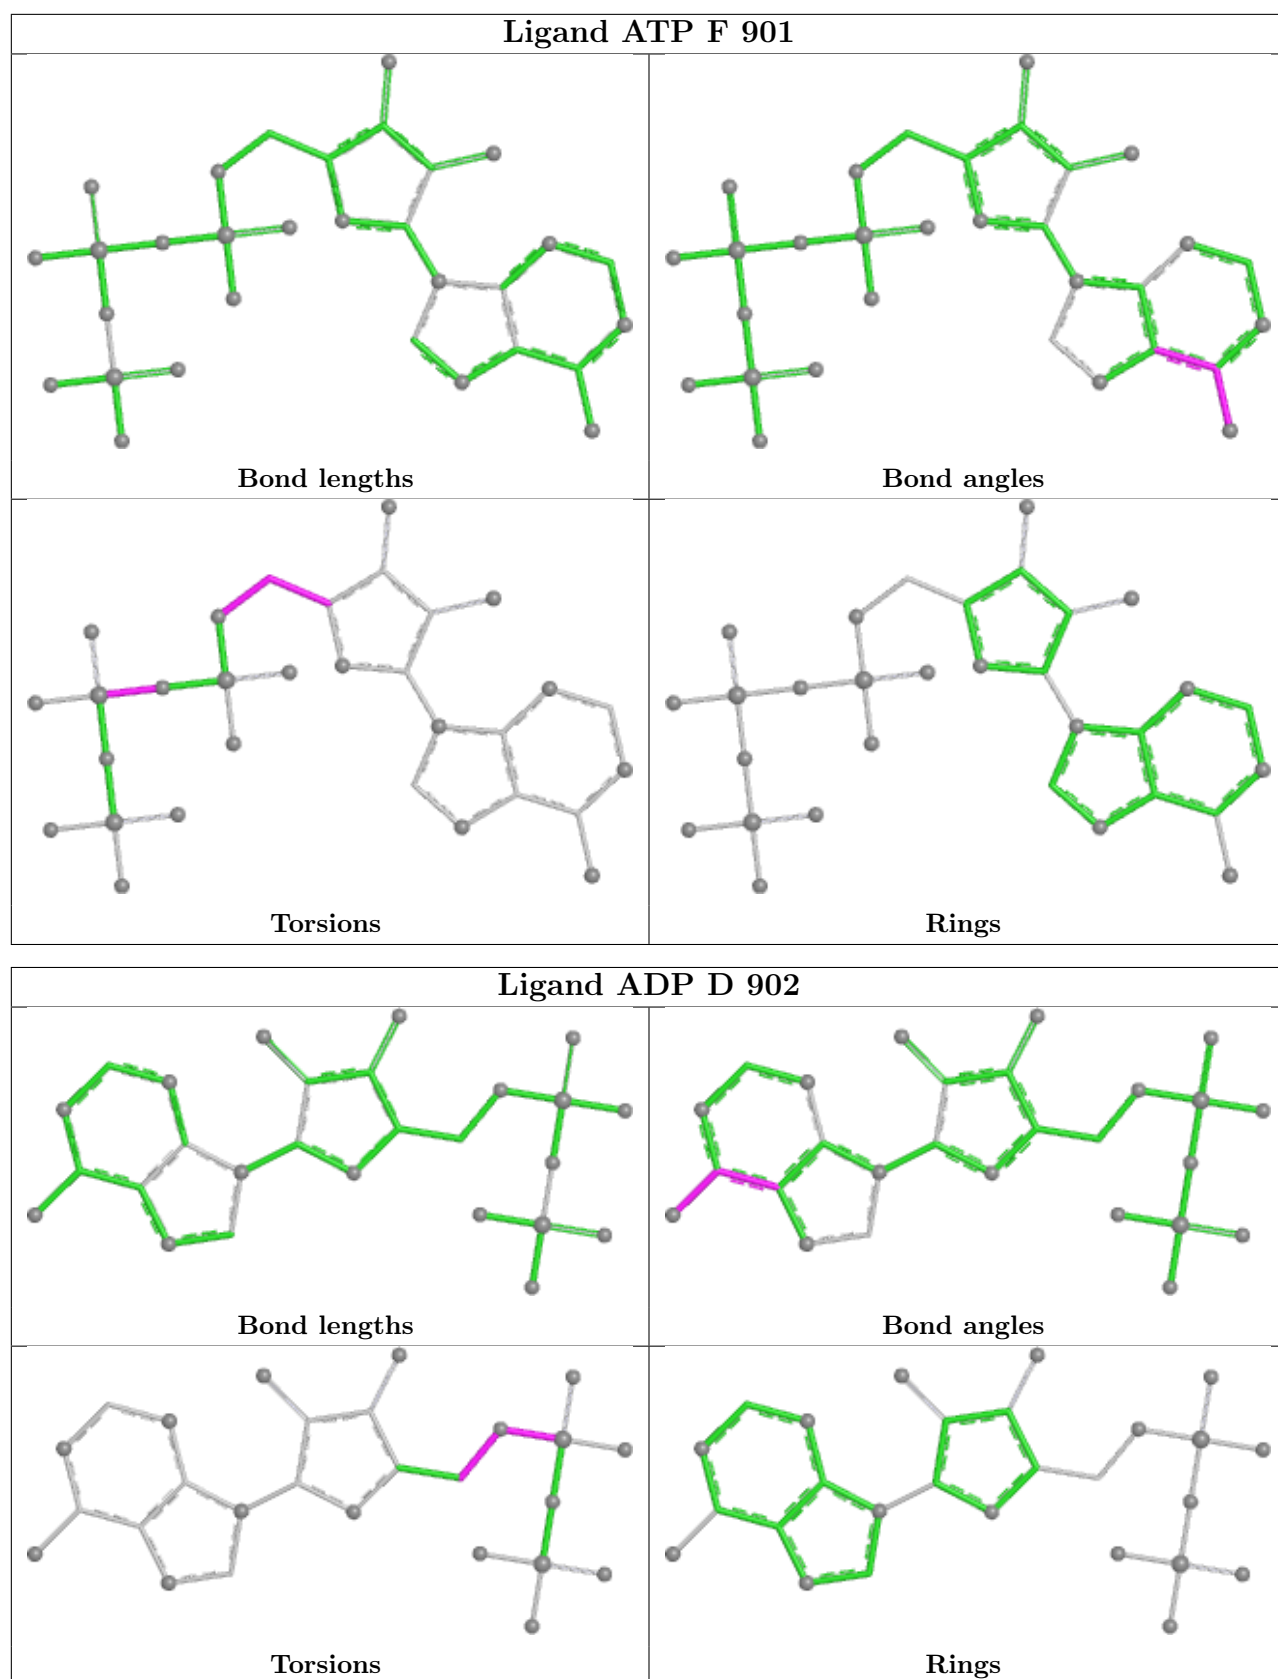 Ligand ATP F 901
Bond lengths
Bond angles
Torsions
Rings
Ligand ADP D 902
Bond lengths
Bond angles
Torsions
Rings